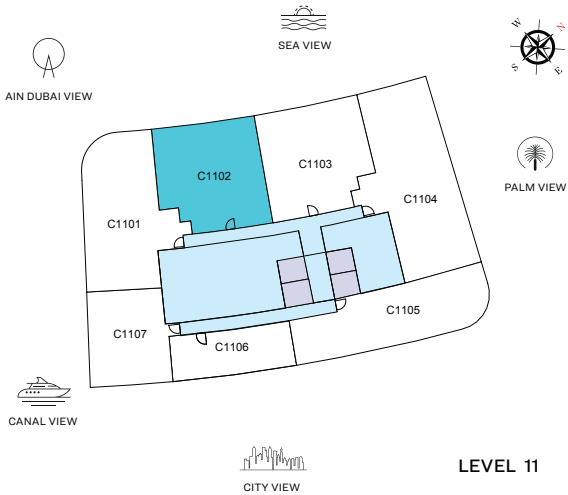 SEA VIEW
W
N
S
E
AIN DUBAI VIEW
PALM VIEW
C1102
C1103
C1104
C1101
C1105
C1107
C1106
CANAL VIEW
CITY VIEW
LEVEL 11